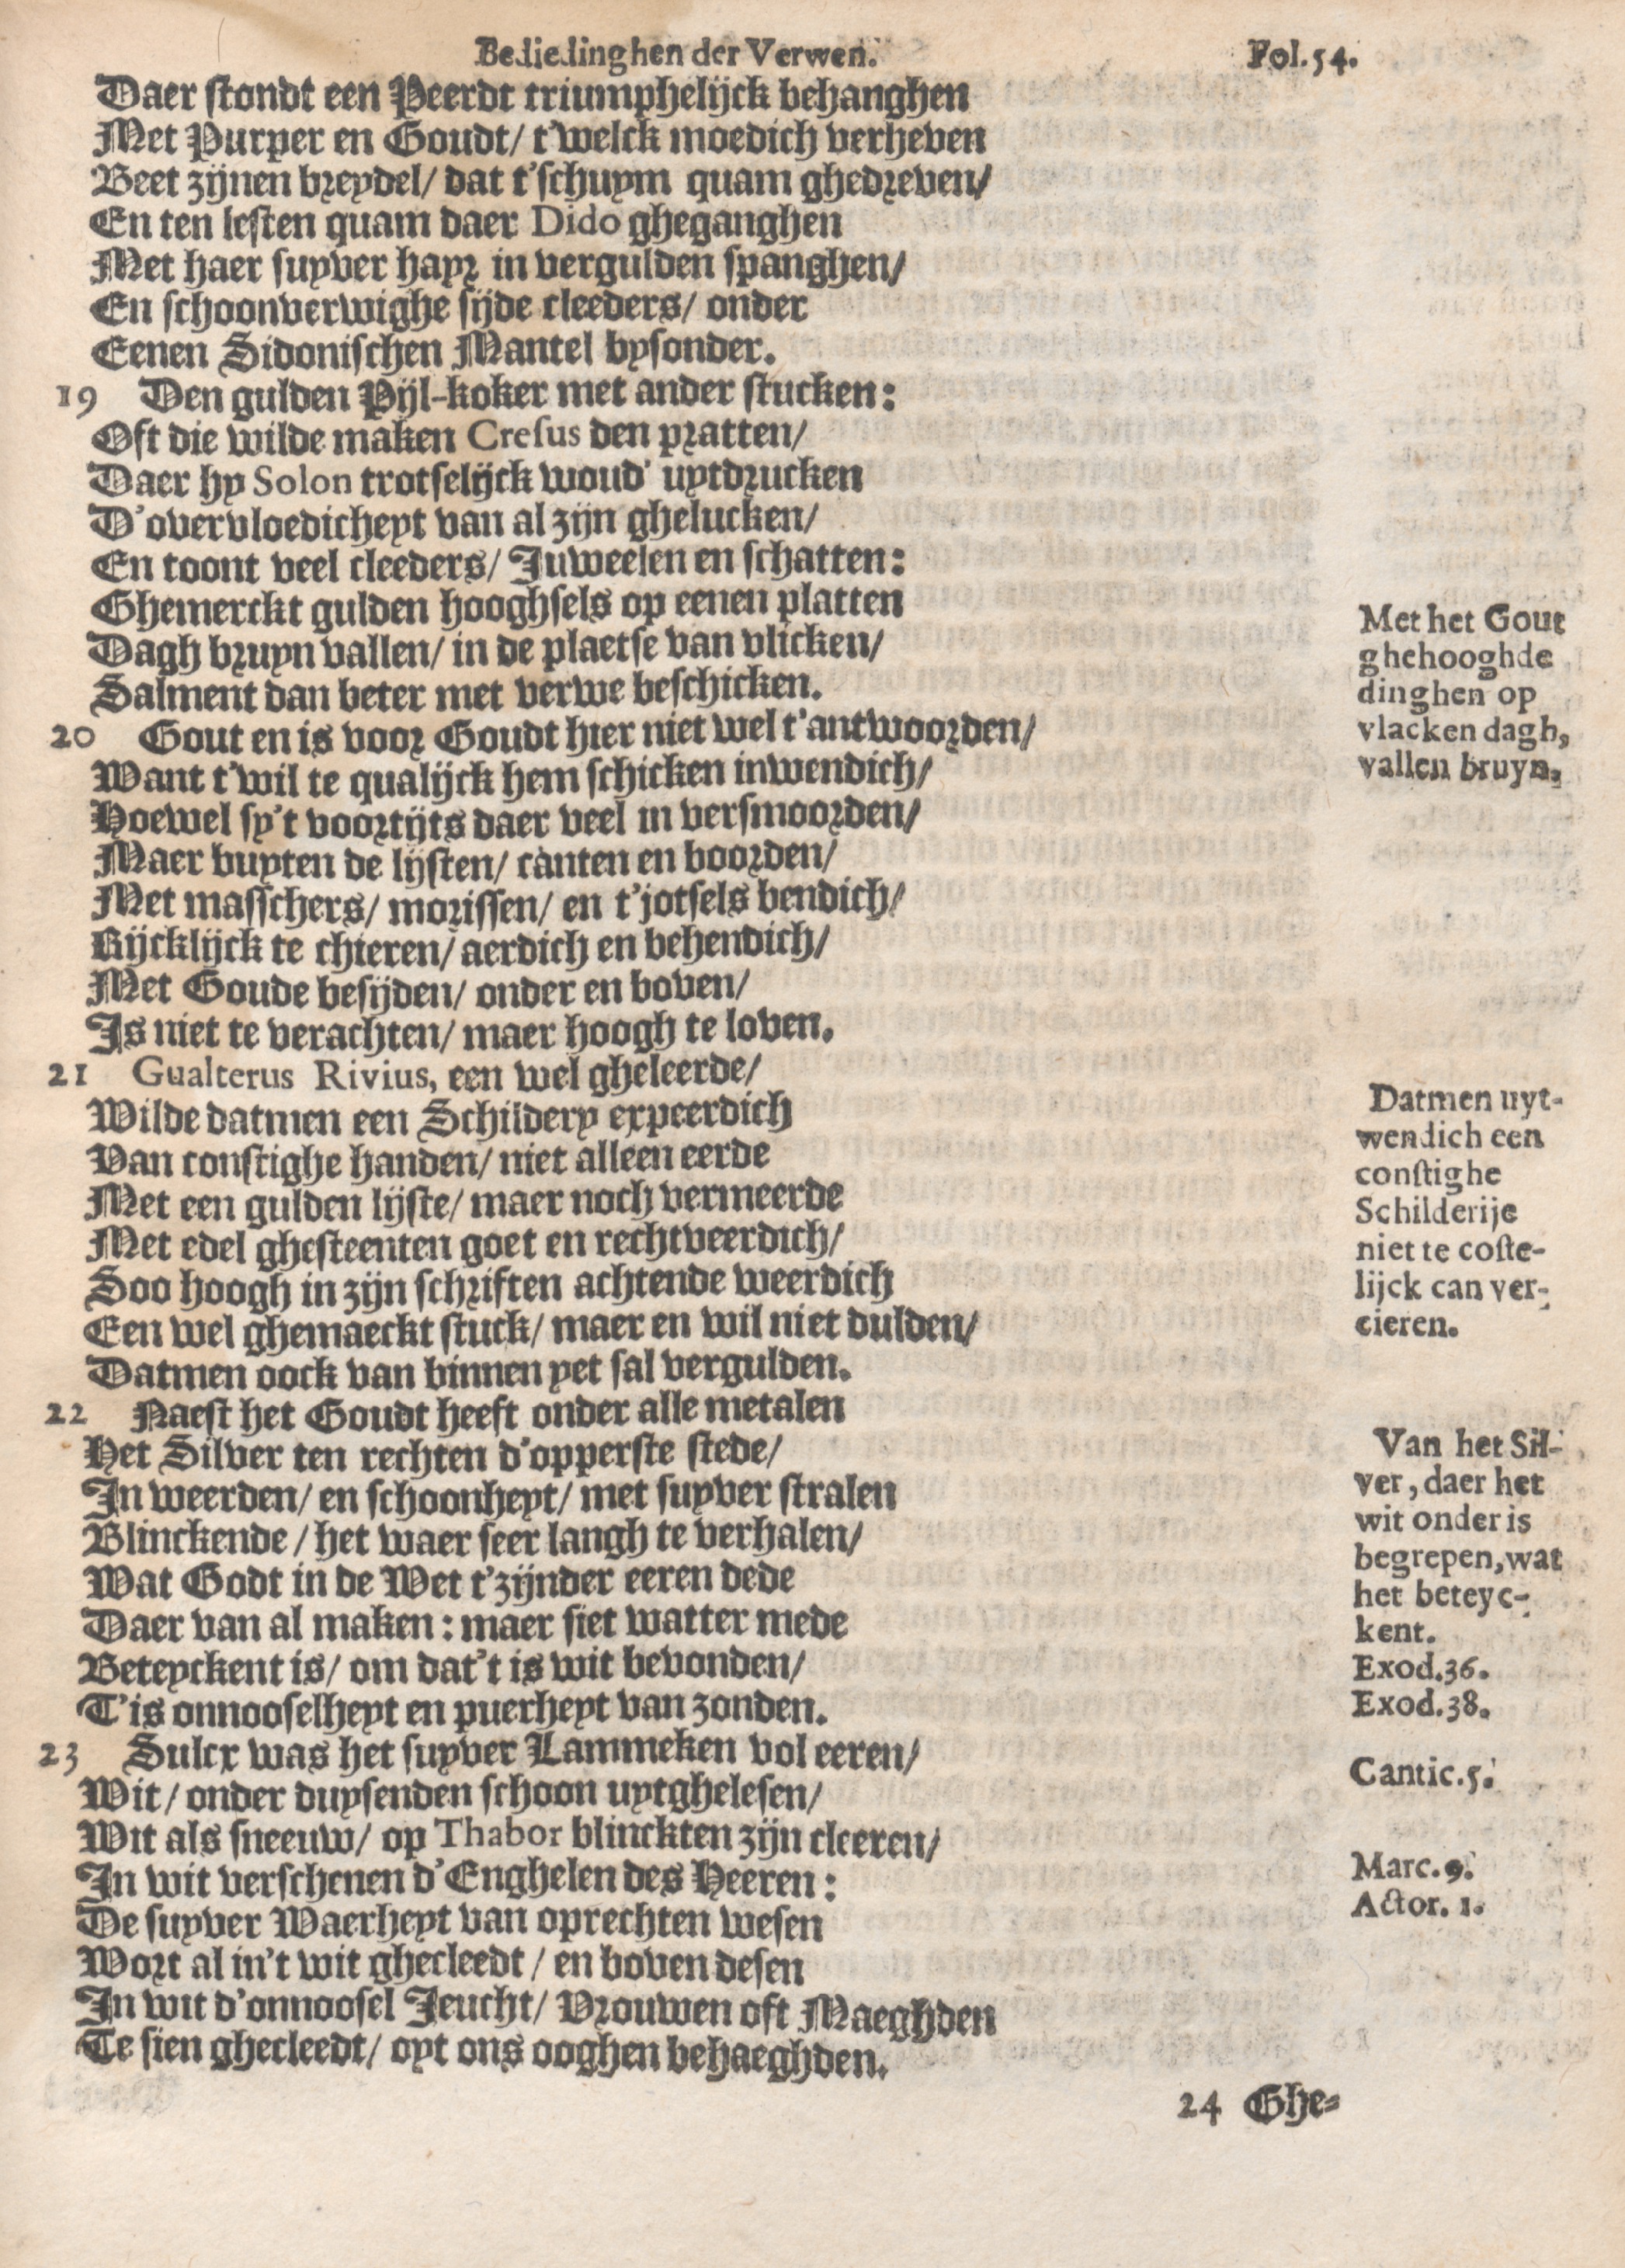 Bediedinghen der Verwen. Fol. 54.
Daer stondt een Peerdt triumphelijck behanghen
Met Purper en Goudt/ t'welck moedich verheven
Beet zijnen breydel/ dat t'schuym quam ghedreven/
En ten lesten quam daer Dido gheganghen
Met haer suyver hayr in vergulden spanghen/
En schoonverwighe sijde cleeders/ onder
Eenen Sidonischen Mantel bysonder.
19 Den gulden Pijl-koker met ander stucken:
Oft die wilde maken Cresus den pratten/
Daer hy Solon trotselijck woud' uytdrucken
D'overvloedicheyt van al zijn ghelucken/
En toont veel cleeders/ Juweelen en schatten:
Ghemerckt gulden hooghsels op eenen platten
Dagh bruyn vallen/ in de plaetse van vlicken/
Salment dan beter met verwe beschicken.
Met het Gout
ghehooghde
dinghen op
vlacken dagh,
vallen bruyn.
20 Gout en is voor Goudt hier niet wel t'antwoorden/
Want t'wil te qualijck hem schicken inwendich/
Hoewel sy't voortijts daer veel in versmoorden/
Maer buyten de lijsten/ canten en boorden/
Met masschers/ morissen/ en t'jotsels bendich/
Rijcklijck te chieren/ aerdich en behendich/
Met Goude besijden/ onder en boven/
Is niet te verachten/ maer hoogh te loven.
21 Gualterus Rivius, een wel gheleerde/
Wilde datmen een Schildery expeerdich
Van constighe handen/ niet alleen eerde
Met een gulden lijste/ maer noch vermeerde
Met edel ghesteenten goet en rechtveerdich/
Soo hoogh in zijn schriften achtende weerdich
Een wel ghemaeckt stuck/ maer en wil niet dulden/
Datmen oock van binnen yet sal vergulden.
Datmen uyt-
wendich een
constighe
Schilderije
niet te coste-
lijck can ver-
cieren.
22 Naest het Goudt heeft onder alle metalen
Het Silver ten rechten d'opperste stede/
In weerden/ en schoonheyt/ met suyver stralen
Blinckende/ het waer seer langh te verhalen/
Wat Godt in de Wet t'zijnder eeren dede
Daer van al maken: maer siet watter mede
Beteyckent is/ om dat't is wit bevonden/
T'is onnooselheyt en puerheyt van zonden.
Van het Sil-
ver, daer het
wit onder is
begrepen, wat
het beteyc-
kent.
Exod. 36.
Exod. 38.
23 Sulcx was het suyver Lammeken vol eeren/
Wit/ onder duysenden schoon uytghelesen/
Wit als sneeuw/ op Thabor blinckten zijn cleeren/
In wit verschenen d'Enghelen des Heeren:
De suyver Waerheyt van oprechten wesen
Wort al in't wit ghecleedt/ en boven desen
In wit d'onnoosel Jeucht/ Vrouwen oft Maeghden
Te sien ghecleedt/ oyt ons ooghen behaeghden.
Cantic. 5.
Marc. 9.
Actor. 1.
24 Ghe-